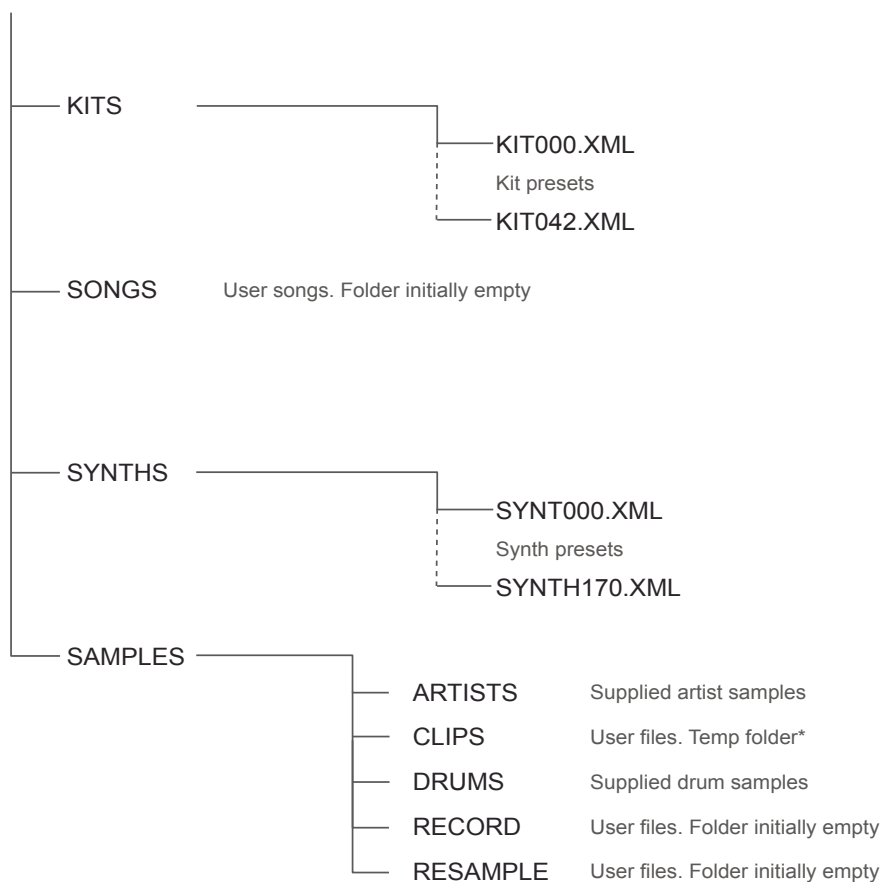 KITS
KIT000.XML
Kit presets
KIT042.XML
SONGS User songs. Folder initially empty
SYNTHS
SYNT000.XML
Synth presets
SYNTH170.XML
SAMPLES
ARTISTS Supplied artist samples
CLIPS User files. Temp folder*
DRUMS Supplied drum samples
RECORD User files. Folder initially empty
RESAMPLE User files. Folder initially empty